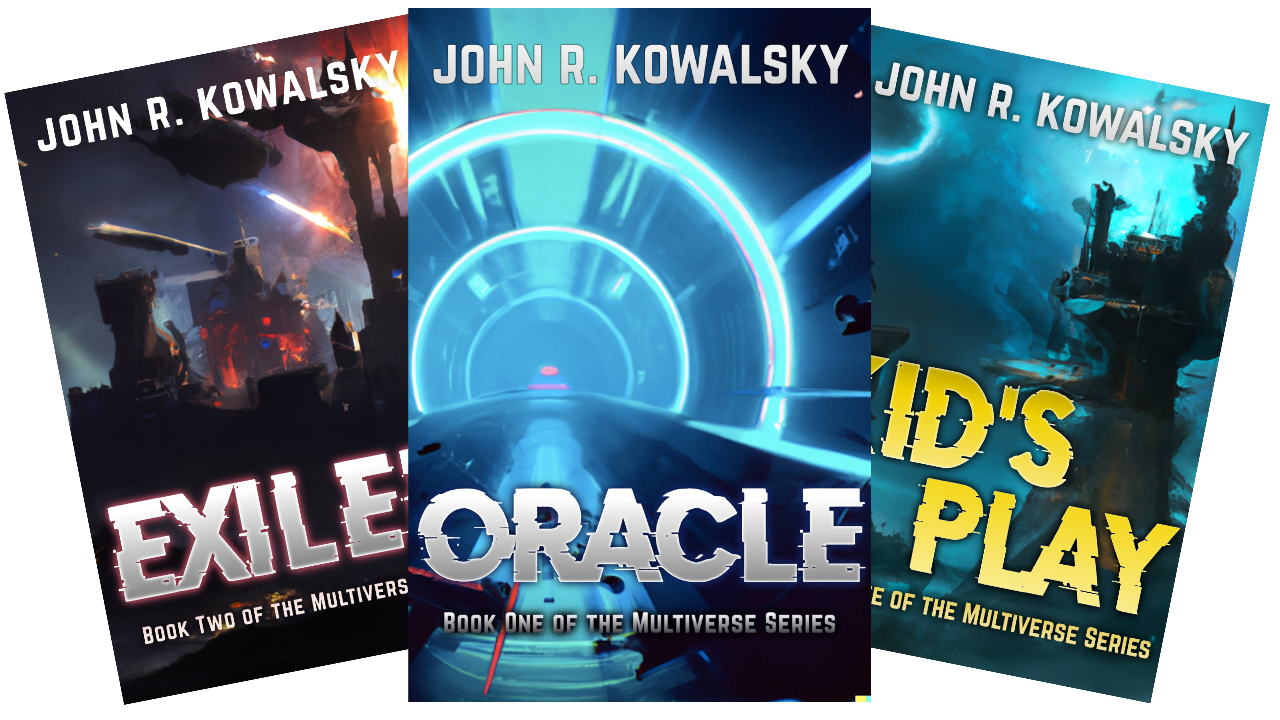 JOHN R. KOWALSKY
EXILE
BOOK TWO OF THE MULTIVERS
JOHN R. KOWALSKY
ORACLE
BOOK ONE OF THE MULTIVERSE SERIES
JOHN R. KOWALSKY
KID'S
PLAY
E OF THE MULTIVERSE SERIES